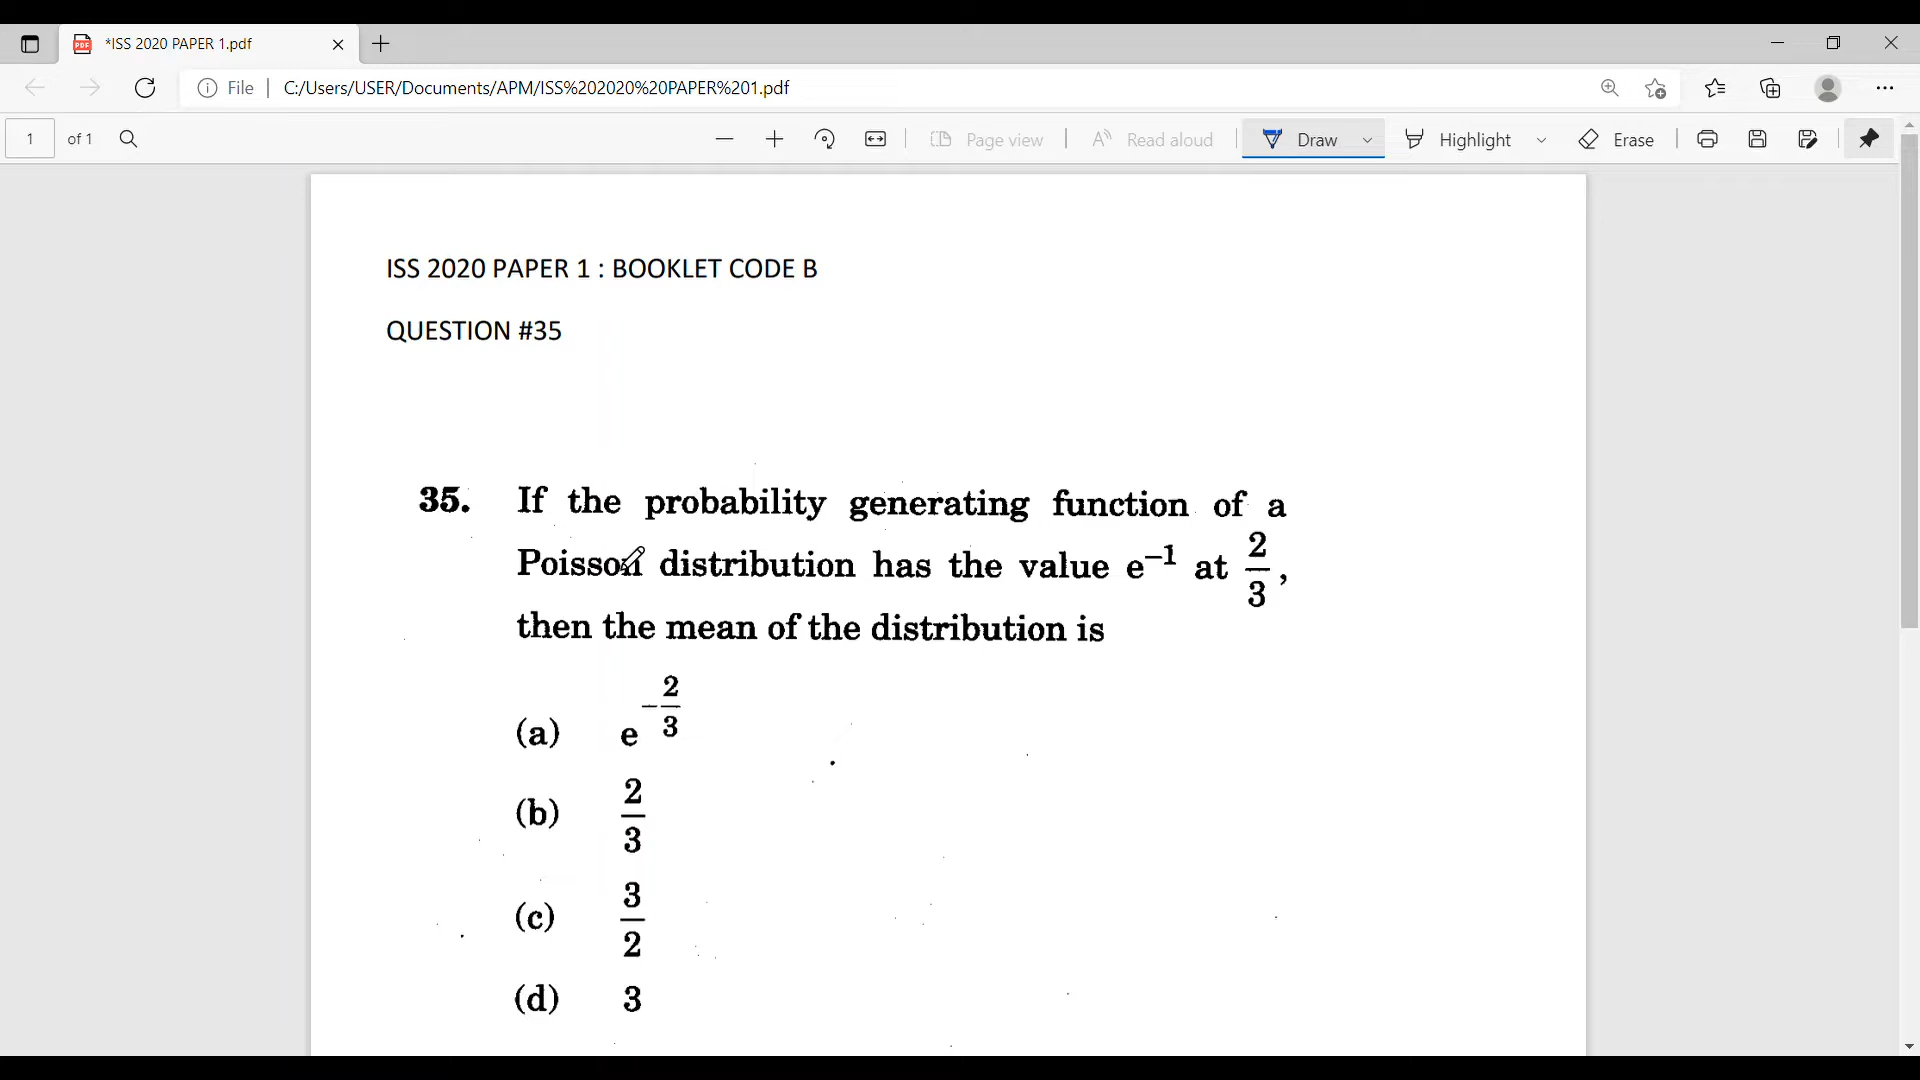 *ISS 2020 PAPER 1.pdf
File | C:/Users/USER/Documents/APM/ISS%202020%20PAPER%201.pdf
1 of 1 Page view Read aloud Draw Highlight Erase
ISS 2020 PAPER 1 : BOOKLET CODE B
QUESTION #35
35. If the probability generating function of a
Poisson distribution has the value e⁻¹ at 2/3,
then the mean of the distribution is
(a) e^(-2/3)
(b) 2/3
(c) 3/2
(d) 3